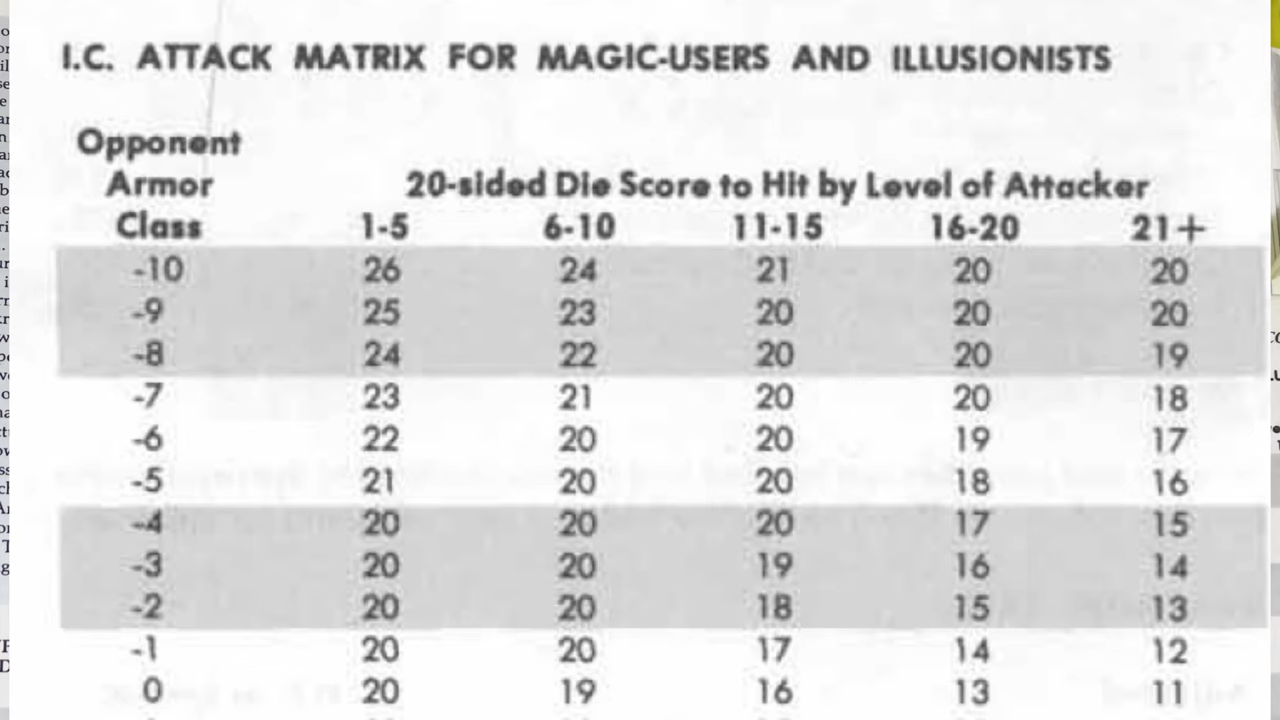 I.C. ATTACK MATRIX FOR MAGIC-USERS AND ILLUSIONISTS
Opponent
Armor 20-sided Die Score to Hit by Level of Attacker
Class 1-5 6-10 11-15 16-20 21+
-10 26 24 21 20 20
-9 25 23 20 20 20
-8 24 22 20 20 19
-7 23 21 20 20 18
-6 22 20 20 19 17
-5 21 20 20 18 16
-4 20 20 20 17 15
-3 20 20 19 16 14
-2 20 20 18 15 13
-1 20 20 17 14 12
0 20 19 16 13 11